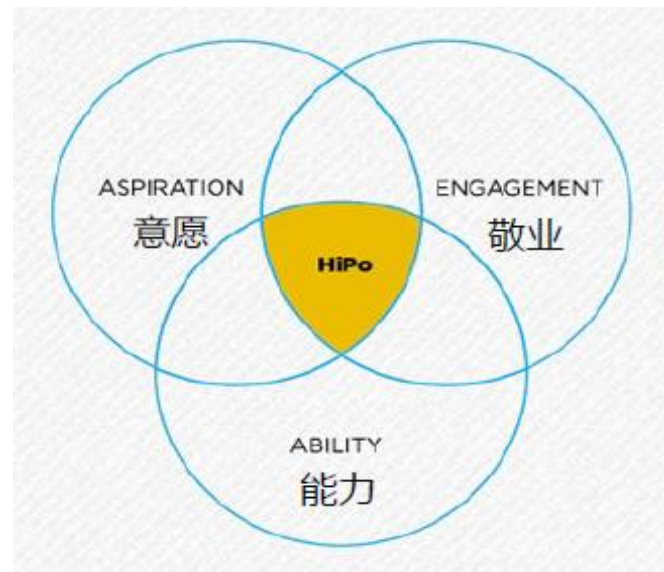 ASPIRATION
意愿
ENGAGEMENT
敬业
HiPo
ABILITY
能力